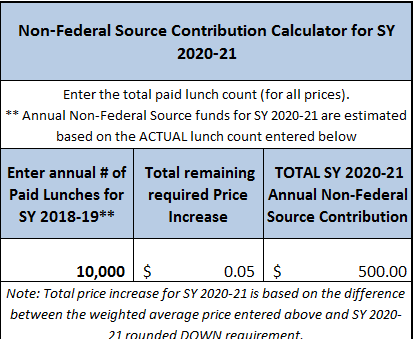 Non-Federal Source Contribution Calculator for SY
2020-21
Enter the total paid lunch count (for all prices).
** Annual Non-Federal Source funds for SY 2020-21 are estimated
based on the ACTUAL lunch count entered below
Enter annual # of Paid Lunches for SY 2018-19**
Total remaining required Price Increase
TOTAL SY 2020-21 Annual Non-Federal Source Contribution
10,000 $ 0.05 $ 500.00
Note: Total price increase for SY 2020-21 is based on the difference
between the weighted average price entered above and SY 2020-
21 rounded DOWN requirement.